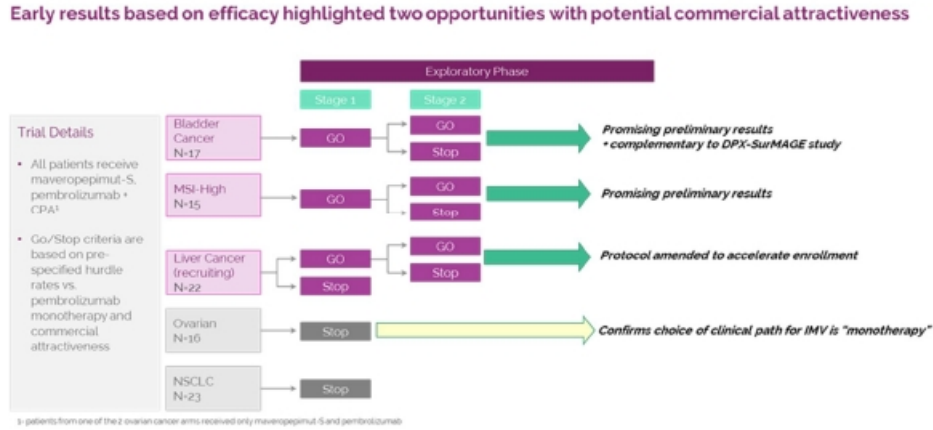 Early results based on efficacy highlighted two opportunities with potential commercial attractiveness
Exploratory Phase
Stage 1
Stage 2
Trial Details
• All patients receive
maveropepimut-S,
pembrolizumab +
CPA¹
• Go/Stop criteria are
based on pre-
specified hurdle
rates vs.
pembrolizumab
monotherapy and
commercial
attractiveness
Bladder
Cancer
N=17
GO
GO
Stop
Promising preliminary results
+ complementary to DPX-SurMAGE study
MSI-High
N=15
GO
GO
Stop
Promising preliminary results
Liver Cancer
(recruiting)
N=22
GO
Stop
GO
Stop
Protocol amended to accelerate enrollment
Ovarian
N=16
Stop
Confirms choice of clinical path for IMV is "monotherapy"
NSCLC
N=23
Stop
1- patients from one of the 2 ovarian cancer arms received only maveropepimut-S and pembrolizumab